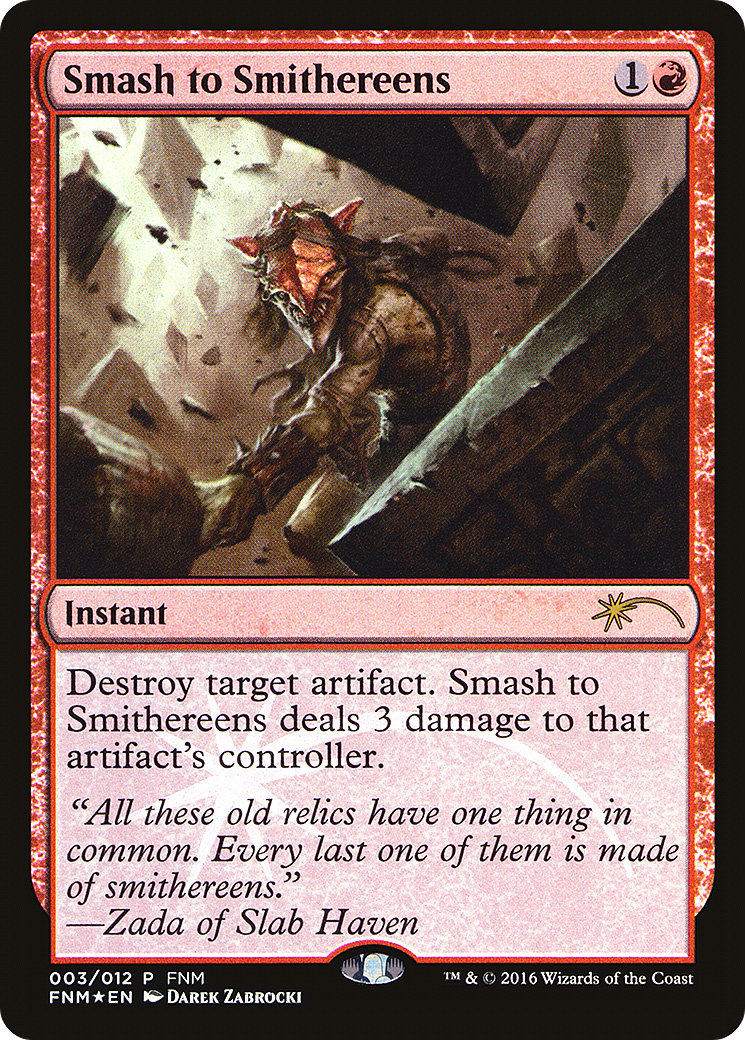 Smash to Smithereens 1
Instant
Destroy target artifact. Smash to
Smithereens deals 3 damage to that
artifact's controller.
“All these old relics have one thing in
common. Every last one of them is made
of smithereens.”
—Zada of Slab Haven
003/012 P FNM
FNM★EN Darek Zabrocki
™ & © 2016 Wizards of the Coast